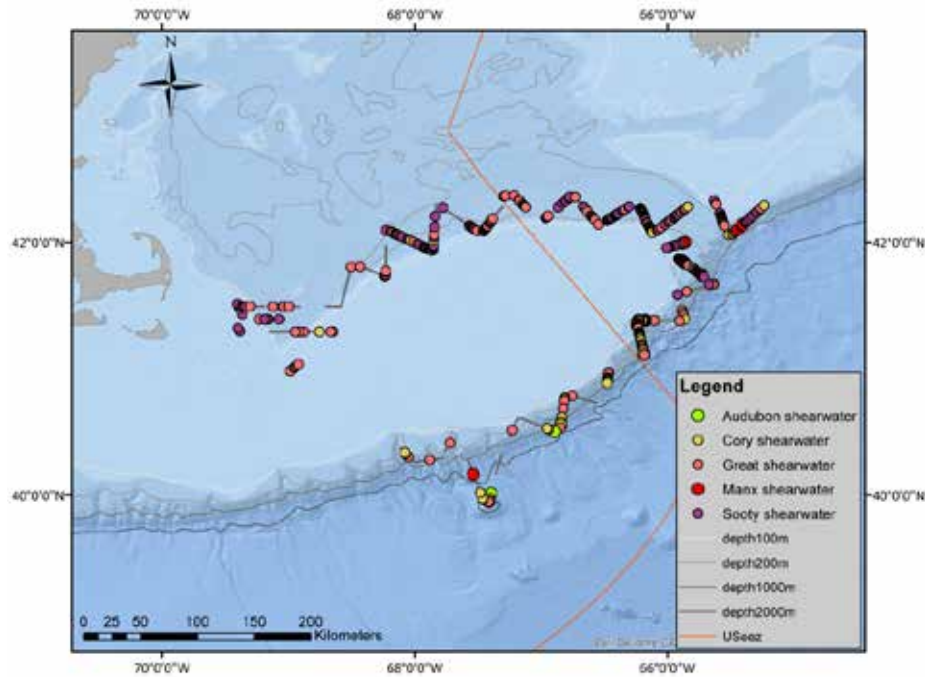 70°0'0"W 68°0'0"W 66°0'0"W
N
42°0'0"N 42°0'0"N
40°0'0"N 40°0'0"N
Legend
Audubon shearwater
Cory shearwater
Great shearwater
Manx shearwater
Sooty shearwater
depth100m
depth200m
depth1000m
depth2000m
USeez
0 25 50 100 150 200
Kilometers
70°0'0"W 68°0'0"W 66°0'0"W